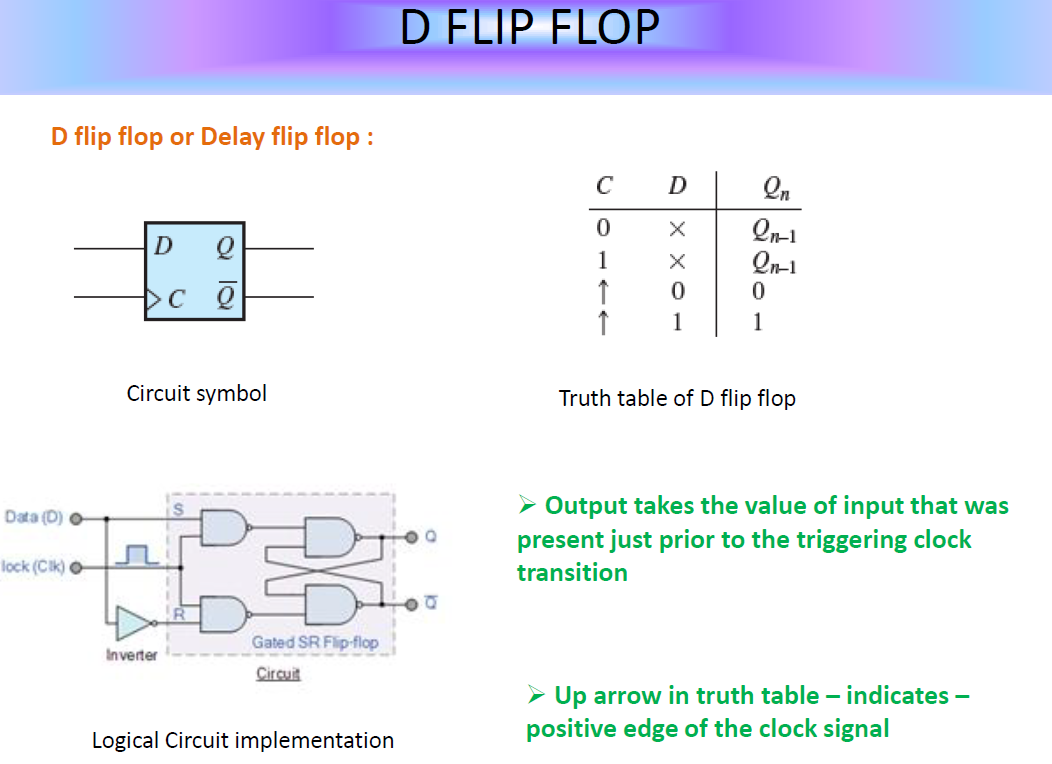 D FLIP FLOP
D flip flop or Delay flip flop :
D Q
C Q̅
Circuit symbol
C D Qn
0 × Qn–1
1 × Qn–1
↑ 0 0
↑ 1 1
Truth table of D flip flop
Data (D)
S
Q
lock (Clk)
R
Q̅
Inverter
Gated SR Flip-flop
Circuit
Logical Circuit implementation
➢ Output takes the value of input that was
present just prior to the triggering clock
transition
➢ Up arrow in truth table – indicates –
positive edge of the clock signal